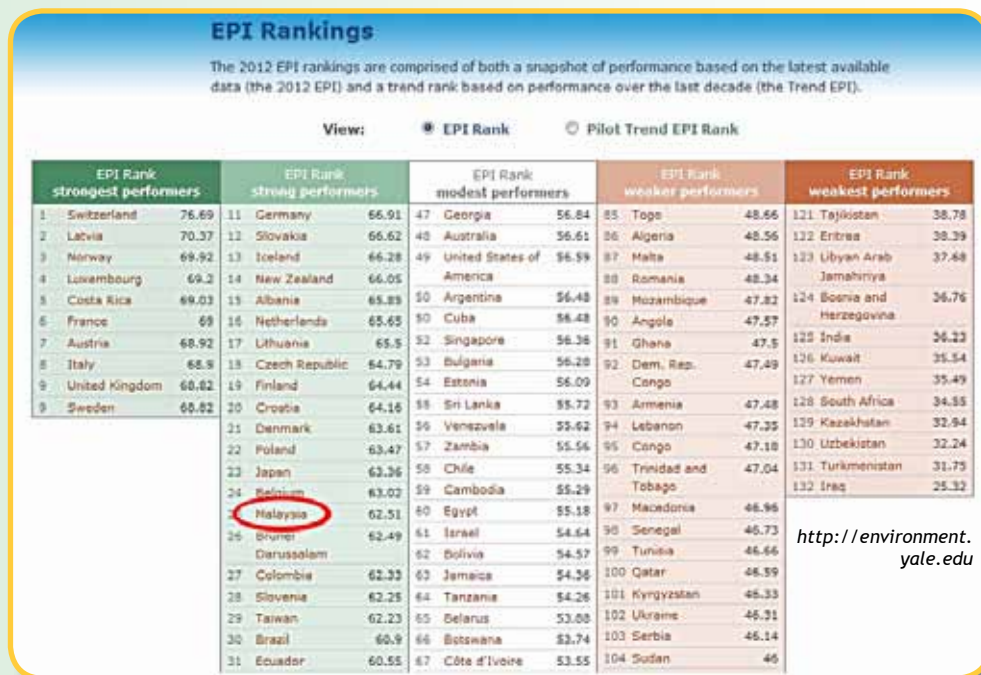 EPI Rankings
The 2012 EPI rankings are comprised of both a snapshot of performance based on the latest available
data (the 2012 EPI) and a trend rank based on performance over the last decade (the Trend EPI).
View: EPI Rank Pilot Trend EPI Rank
EPI Rank
strongest performers
1 Switzerland 76.69
2 Latvia 70.37
3 Norway 69.92
4 Luxembourg 69.2
5 Costa Rica 69.03
6 France 69
7 Austria 68.92
8 Italy 68.9
9 United Kingdom 68.82
9 Sweden 68.82
EPI Rank
strong performers
11 Germany 66.91
12 Slovakia 66.62
13 Iceland 66.28
14 New Zealand 66.05
15 Albania 65.85
16 Netherlands 65.65
17 Lithuania 65.5
18 Czech Republic 64.79
19 Finland 64.44
20 Croatia 64.16
21 Denmark 63.61
22 Poland 63.47
23 Japan 63.36
24 Belgium 63.02
Malaysia 62.51
26 Brunei 62.49
Darussalam
27 Colombia 62.33
28 Slovenia 62.25
29 Taiwan 62.23
30 Brazil 60.9
31 Ecuador 60.55
EPI Rank
modest performers
47 Georgia 56.84
48 Australia 56.61
49 United States of 56.59
America
50 Argentina 56.48
50 Cuba 56.48
52 Singapore 56.36
53 Bulgaria 56.28
54 Estonia 56.09
55 Sri Lanka 55.72
56 Venezuela 55.62
57 Zambia 55.56
58 Chile 55.34
59 Cambodia 55.29
60 Egypt 55.18
61 Israel 54.64
62 Bolivia 54.57
63 Jamaica 54.36
64 Tanzania 54.26
65 Belarus 53.88
66 Botswana 53.74
67 Côte d'Ivoire 53.55
EPI Rank
weaker performers
85 Togo 48.66
86 Algeria 48.56
87 Malta 48.51
88 Romania 48.34
89 Mozambique 47.82
90 Angola 47.57
91 Ghana 47.5
92 Dem. Rep. 47.49
Congo
93 Armenia 47.48
94 Lebanon 47.35
95 Congo 47.18
96 Trinidad and 47.04
Tobago
97 Macedonia 46.96
98 Senegal 46.73
99 Tunisia 46.66
100 Qatar 46.59
101 Kyrgyzstan 46.33
102 Ukraine 46.31
103 Serbia 46.14
104 Sudan 46
EPI Rank
weakest performers
121 Tajikistan 38.78
122 Eritrea 38.39
123 Libyan Arab 37.68
Jamahiriya
124 Bosnia and 36.76
Herzegovina
125 India 36.23
126 Kuwait 35.54
127 Yemen 35.49
128 South Africa 34.55
129 Kazakhstan 32.94
130 Uzbekistan 32.24
131 Turkmenistan 31.75
132 Iraq 25.32
http://environment.
yale.edu